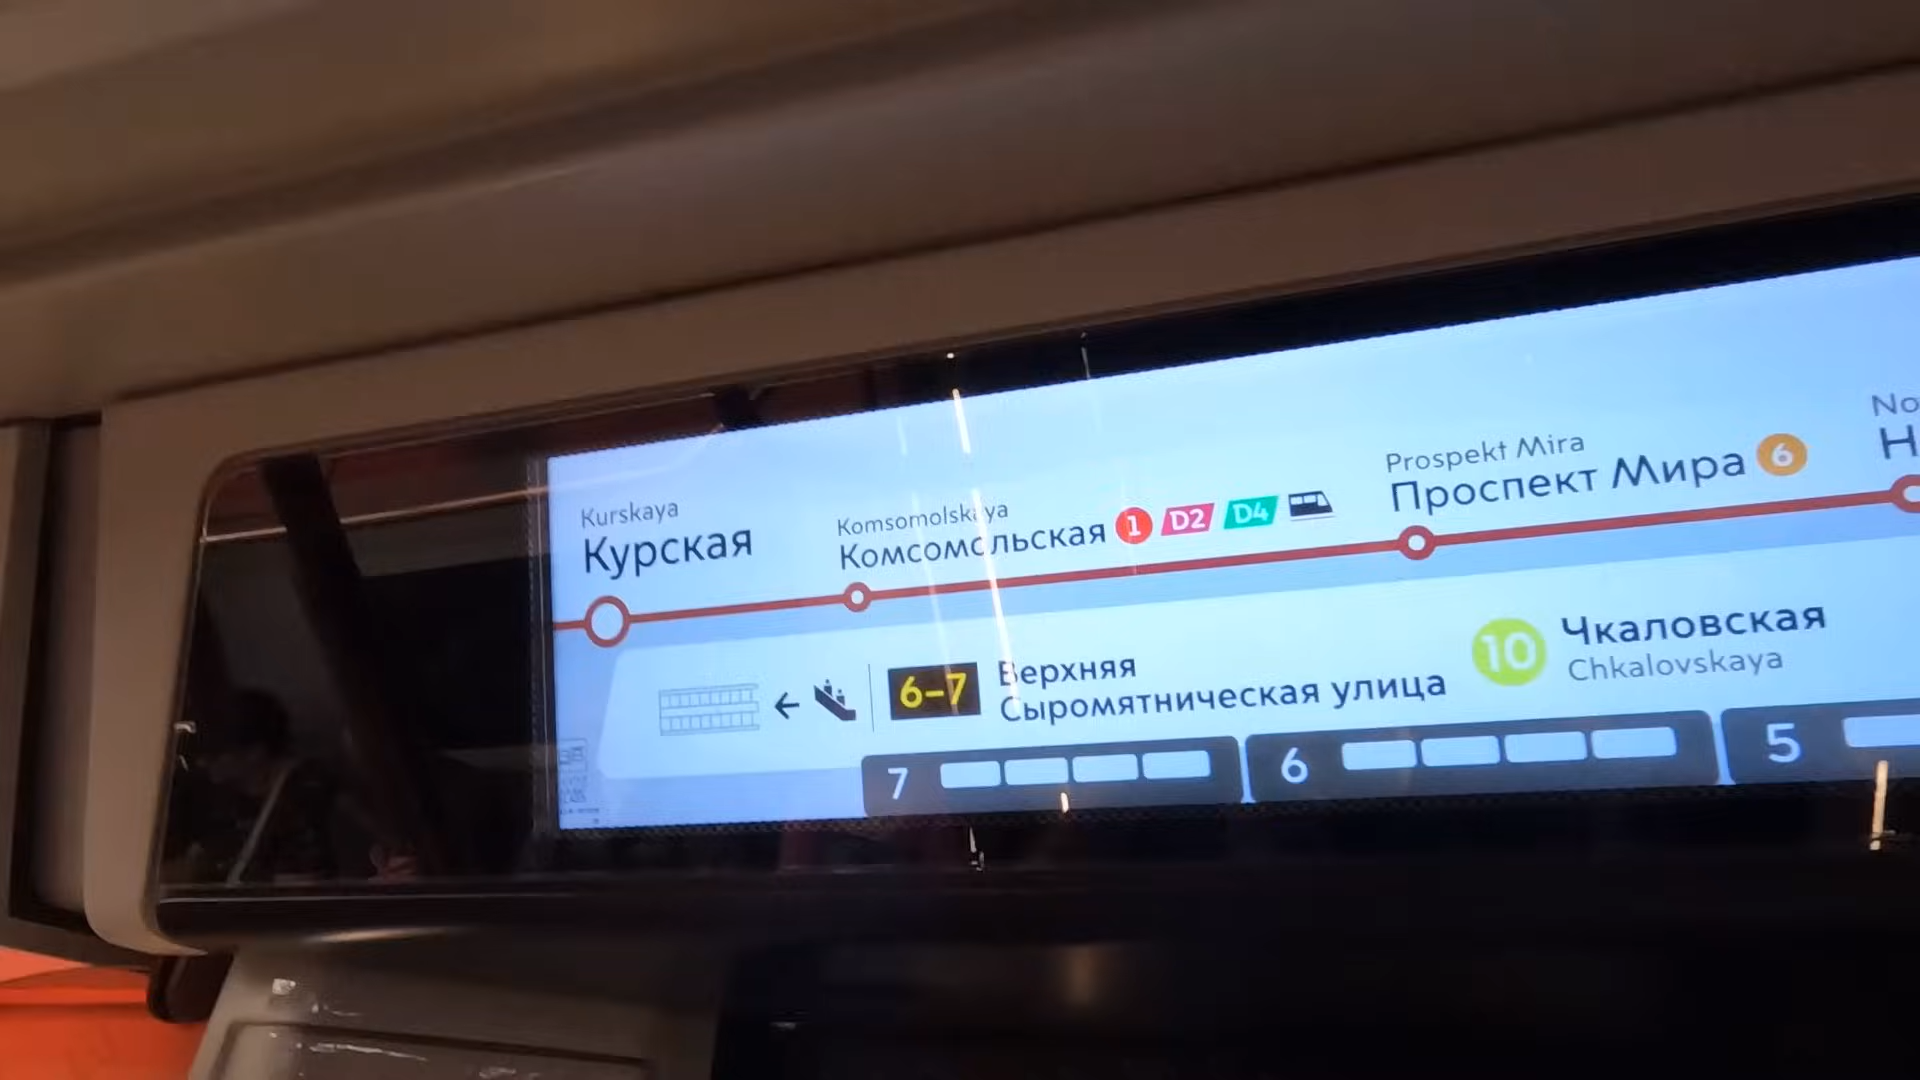 Kurskaya
Курская
Komsomolskaya
Комсомольская 1 D2 D4
Prospekt Mira
Проспект Мира 6
No
Н
6-7
Верхняя
Сыромятническая улица
10 Чкаловская
Chkalovskaya
7 6 5